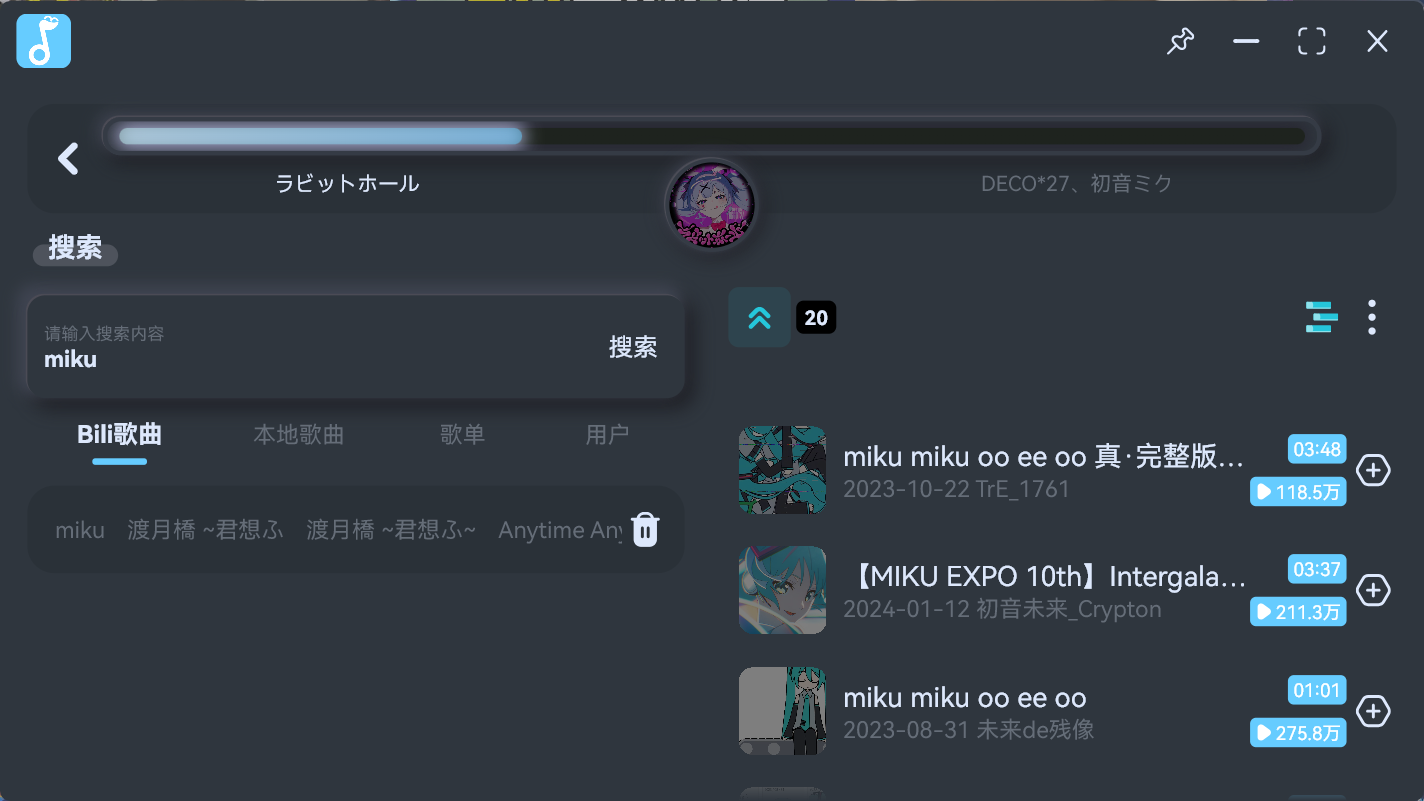 ラビットホール
DECO*27、初音ミク
搜索
请输入搜索内容
miku
搜索
Bili歌曲 本地歌曲 歌单 用户
miku 渡月橋 ~君想ふ 渡月橋 ~君想ふ~ Anytime Any
20
miku miku oo ee oo 真·完整版...
03:48
2023-10-22 TrE_1761
118.5万
【MIKU EXPO 10th】Intergala...
03:37
2024-01-12 初音未来_Crypton
211.3万
miku miku oo ee oo
01:01
2023-08-31 未来de残像
275.8万